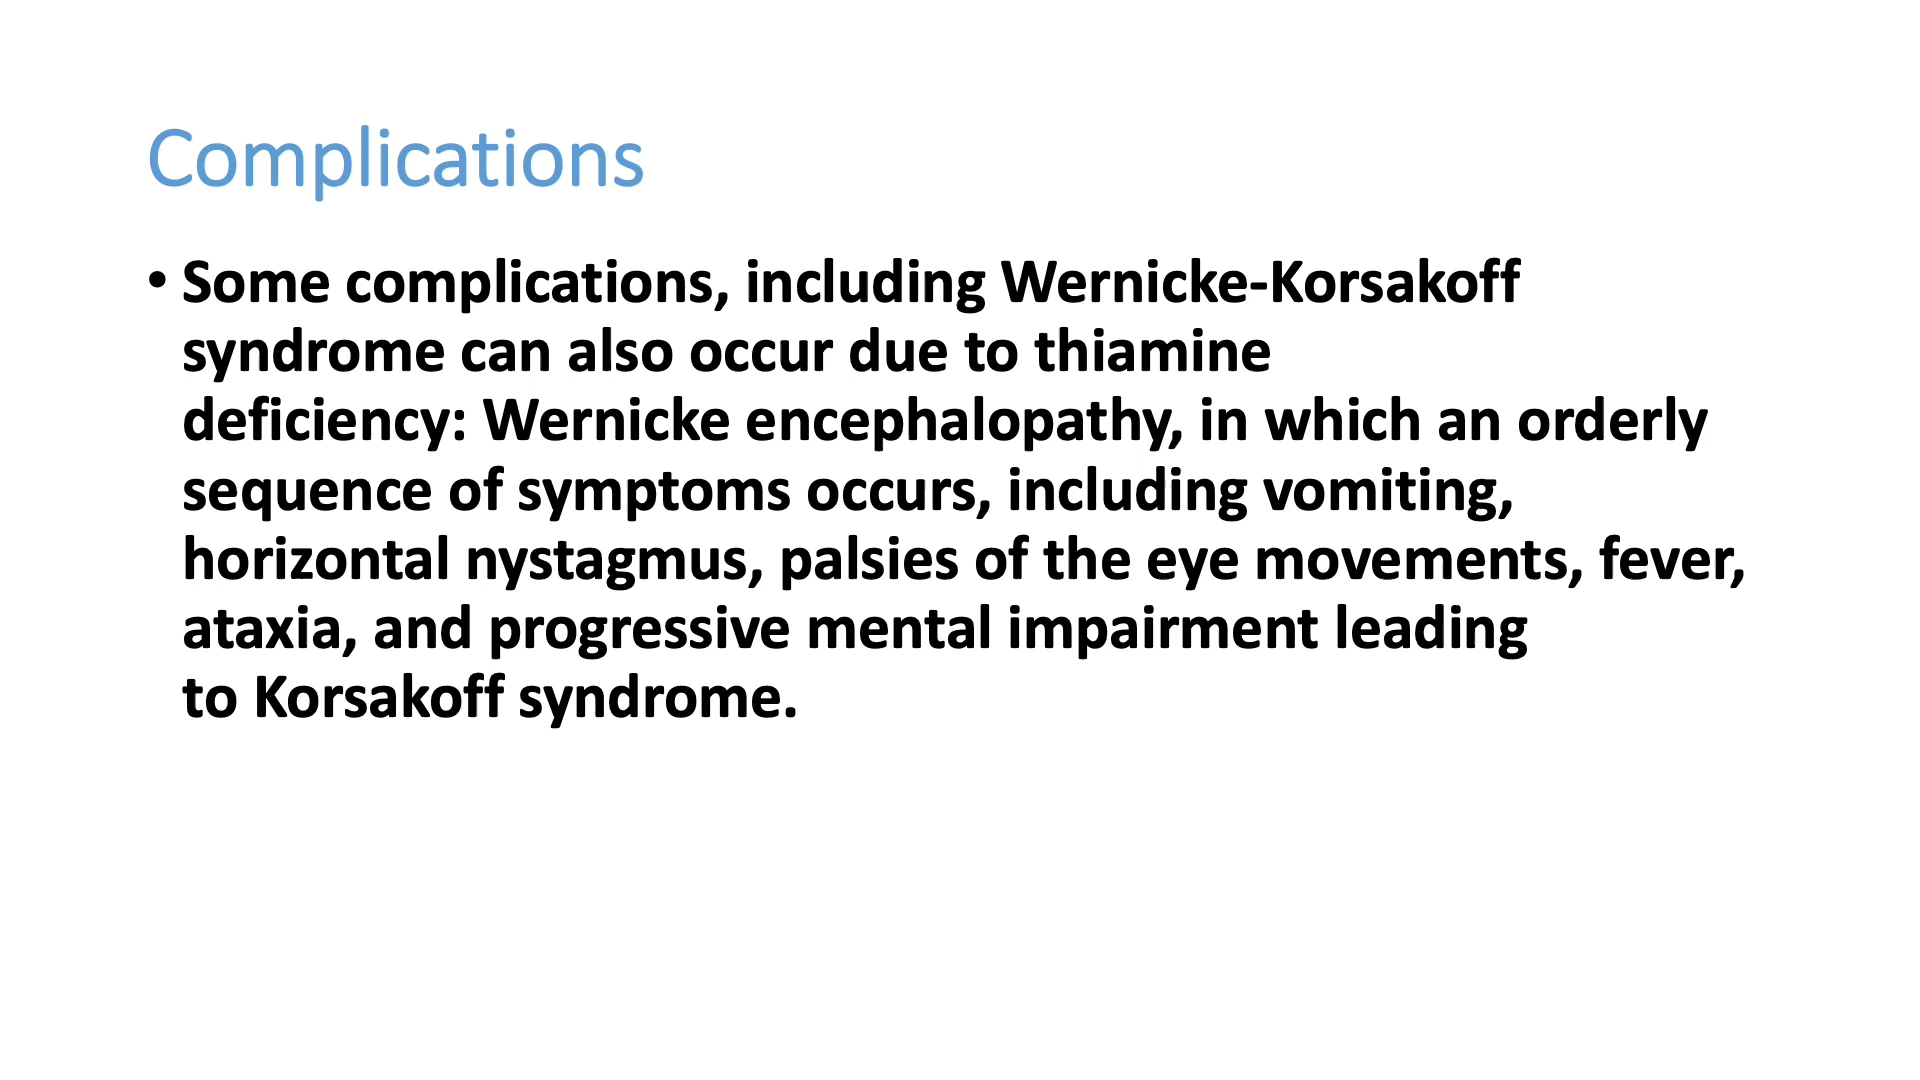 Complications
• Some complications, including Wernicke-Korsakoff
syndrome can also occur due to thiamine
deficiency: Wernicke encephalopathy, in which an orderly
sequence of symptoms occurs, including vomiting,
horizontal nystagmus, palsies of the eye movements, fever,
ataxia, and progressive mental impairment leading
to Korsakoff syndrome.